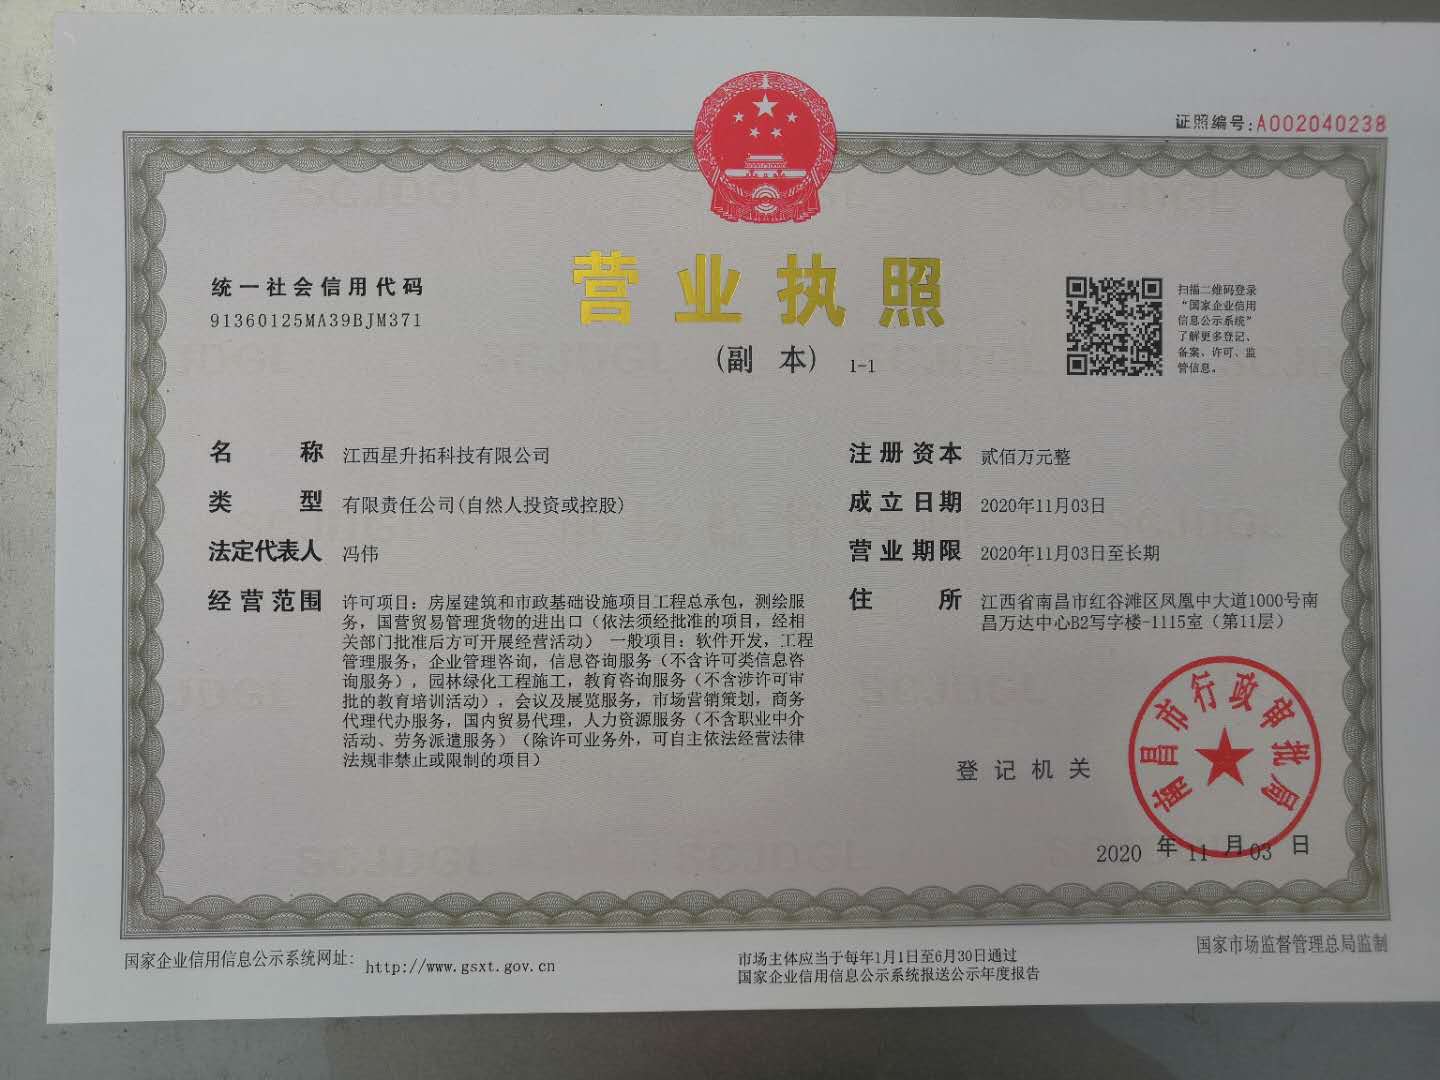 证照编号:A002040238
统一社会信用代码
91360125MA39BJM371
营业执照
(副 本) 1-1
扫描二维码登录
“国家企业信用
信息公示系统”
了解更多登记、
备案、许可、监
管信息。
名 称 江西星升拓科技有限公司
类 型 有限责任公司(自然人投资或控股)
法定代表人 冯伟
经营范围 许可项目：房屋建筑和市政基础设施项目工程总承包，测绘服
务，国营贸易管理货物的进出口（依法须经批准的项目，经相
关部门批准后方可开展经营活动） 一般项目：软件开发，工程
管理服务，企业管理咨询，信息咨询服务（不含许可类信息咨
询服务），园林绿化工程施工，教育咨询服务（不含涉许可审
批的教育培训活动），会议及展览服务，市场营销策划，商务
代理代办服务，国内贸易代理，人力资源服务（不含职业中介
活动、劳务派遣服务）（除许可业务外，可自主依法经营法律
法规非禁止或限制的项目）
注册资本 贰佰万元整
成立日期 2020年11月03日
营业期限 2020年11月03日至长期
住 所 江西省南昌市红谷滩区凤凰中大道1000号南
昌万达中心B2写字楼-1115室（第11层）
登记机关
南昌市行政审批局
2020 年 11 月 03 日
国家企业信用信息公示系统网址: http://www.gsxt.gov.cn
市场主体应当于每年1月1日至6月30日通过
国家企业信用信息公示系统报送公示年度报告
国家市场监督管理总局监制